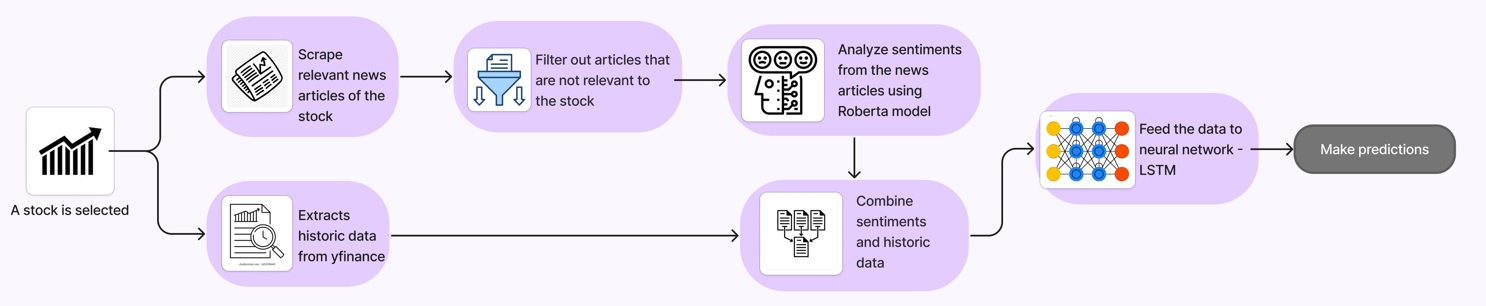 A stock is selected
Scrape
relevant news
articles of the
stock
Filter out articles that
are not relevant to
the stock
Analyze sentiments
from the news
articles using
Roberta model
Extracts
historic data
from yfinance
Combine
sentiments
and historic
data
Feed the data to
neural network -
LSTM
Make predictions